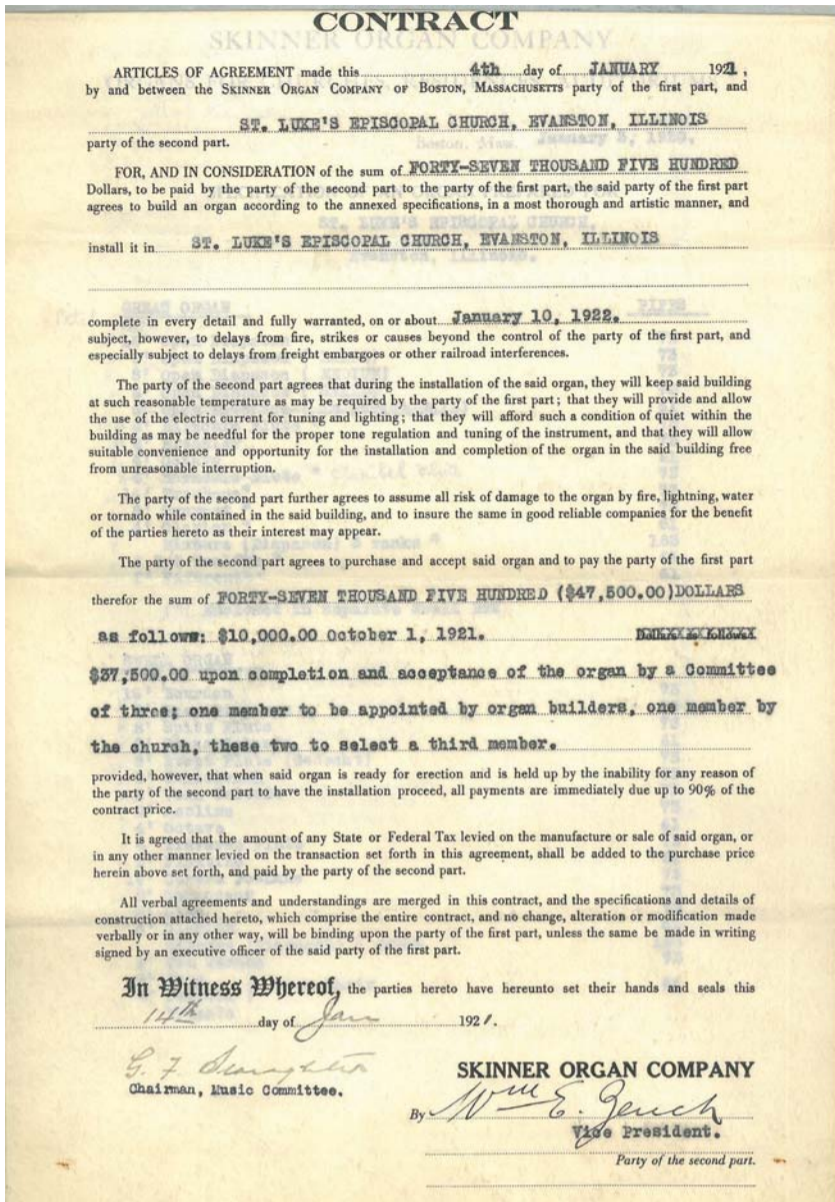 CONTRACT
SKINNER ORGAN COMPANY
ARTICLES OF AGREEMENT made this 4th day of JANUARY 1921,
by and between the SKINNER ORGAN COMPANY OF BOSTON, MASSACHUSETTS party of the first part, and
ST. LUKE'S EPISCOPAL CHURCH, EVANSTON, ILLINOIS
party of the second part.
FOR, AND IN CONSIDERATION of the sum of FORTY-SEVEN THOUSAND FIVE HUNDRED
Dollars, to be paid by the party of the second part to the party of the first part, the said party of the first part
agrees to build an organ according to the annexed specifications, in a most thorough and artistic manner, and
install it in ST. LUKE'S EPISCOPAL CHURCH, EVANSTON, ILLINOIS
complete in every detail and fully warranted, on or about January 10, 1922.
subject, however, to delays from fire, strikes or causes beyond the control of the party of the first part, and
especially subject to delays from freight embargoes or other railroad interferences.
The party of the second part agrees that during the installation of the said organ, they will keep said building
at such reasonable temperature as may be required by the party of the first part; that they will provide and allow
the use of the electric current for tuning and lighting; that they will afford such a condition of quiet within the
building as may be needful for the proper tone regulation and tuning of the instrument, and that they will allow
suitable convenience and opportunity for the installation and completion of the organ in the said building free
from unreasonable interruption.
The party of the second part further agrees to assume all risk of damage to the organ by fire, lightning, water
or tornado while contained in the said building, and to insure the same in good reliable companies for the benefit
of the parties hereto as their interest may appear.
The party of the second part agrees to purchase and accept said organ and to pay the party of the first part
therefor the sum of FORTY-SEVEN THOUSAND FIVE HUNDRED ($47,500.00)DOLLARS
as follows: $10,000.00 October 1, 1921.
$37,500.00 upon completion and acceptance of the organ by a Committee
of three; one member to be appointed by organ builders, one member by
the church, these two to select a third member.
provided, however, that when said organ is ready for erection and is held up by the inability for any reason of
the party of the second part to have the installation proceed, all payments are immediately due up to 90% of the
contract price.
It is agreed that the amount of any State or Federal Tax levied on the manufacture or sale of said organ, or
in any other manner levied on the transaction set forth in this agreement, shall be added to the purchase price
herein above set forth, and paid by the party of the second part.
All verbal agreements and understandings are merged in this contract, and the specifications and details of
construction attached hereto, which comprise the entire contract, and no change, alteration or modification made
verbally or in any other way, will be binding upon the party of the first part, unless the same be made in writing
signed by an executive officer of the said party of the first part.
In Witness Whereof, the parties hereto have hereunto set their hands and seals this
14th day of Jan 1921.
G. F.
Chairman, Music Committee.
SKINNER ORGAN COMPANY
By Wm E. Zeuch
Vice President.
Party of the second part.